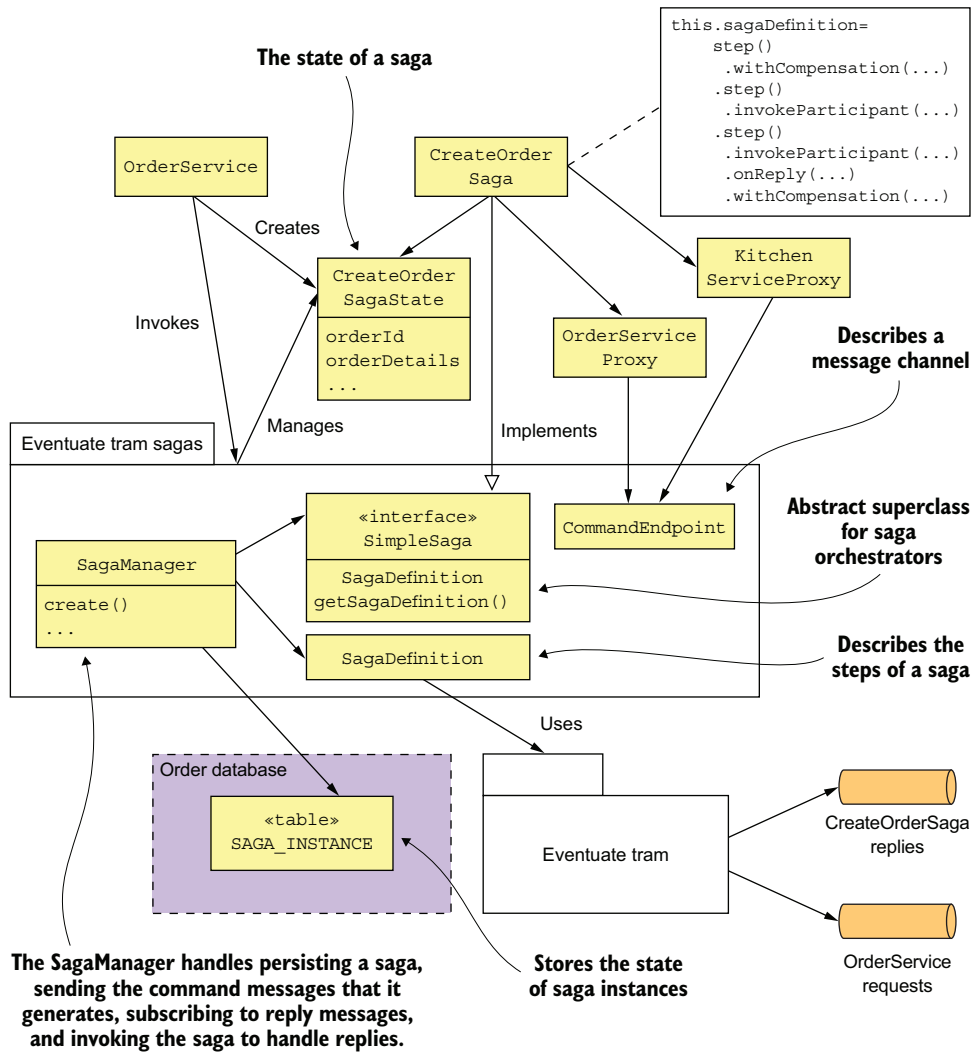 this.sagaDefinition=
step()
.withCompensation(...)
.step()
.invokeParticipant(...)
.step()
.invokeParticipant(...)
.onReply(...)
.withCompensation(...)
The state of a saga
OrderService
CreateOrder
Saga
Creates
CreateOrder
SagaState
orderId
orderDetails
...
Kitchen
ServiceProxy
Invokes
OrderService
Proxy
Describes a
message channel
Manages
Implements
Eventuate tram sagas
«interface»
SimpleSaga
SagaDefinition
getSagaDefinition()
CommandEndpoint
Abstract superclass
for saga
orchestrators
SagaManager
create()
...
SagaDefinition
Describes the
steps of a saga
Uses
Order database
«table»
SAGA_INSTANCE
Eventuate tram
CreateOrderSaga
replies
OrderService
requests
The SagaManager handles persisting a saga,
sending the command messages that it
generates, subscribing to reply messages,
and invoking the saga to handle replies.
Stores the state
of saga instances